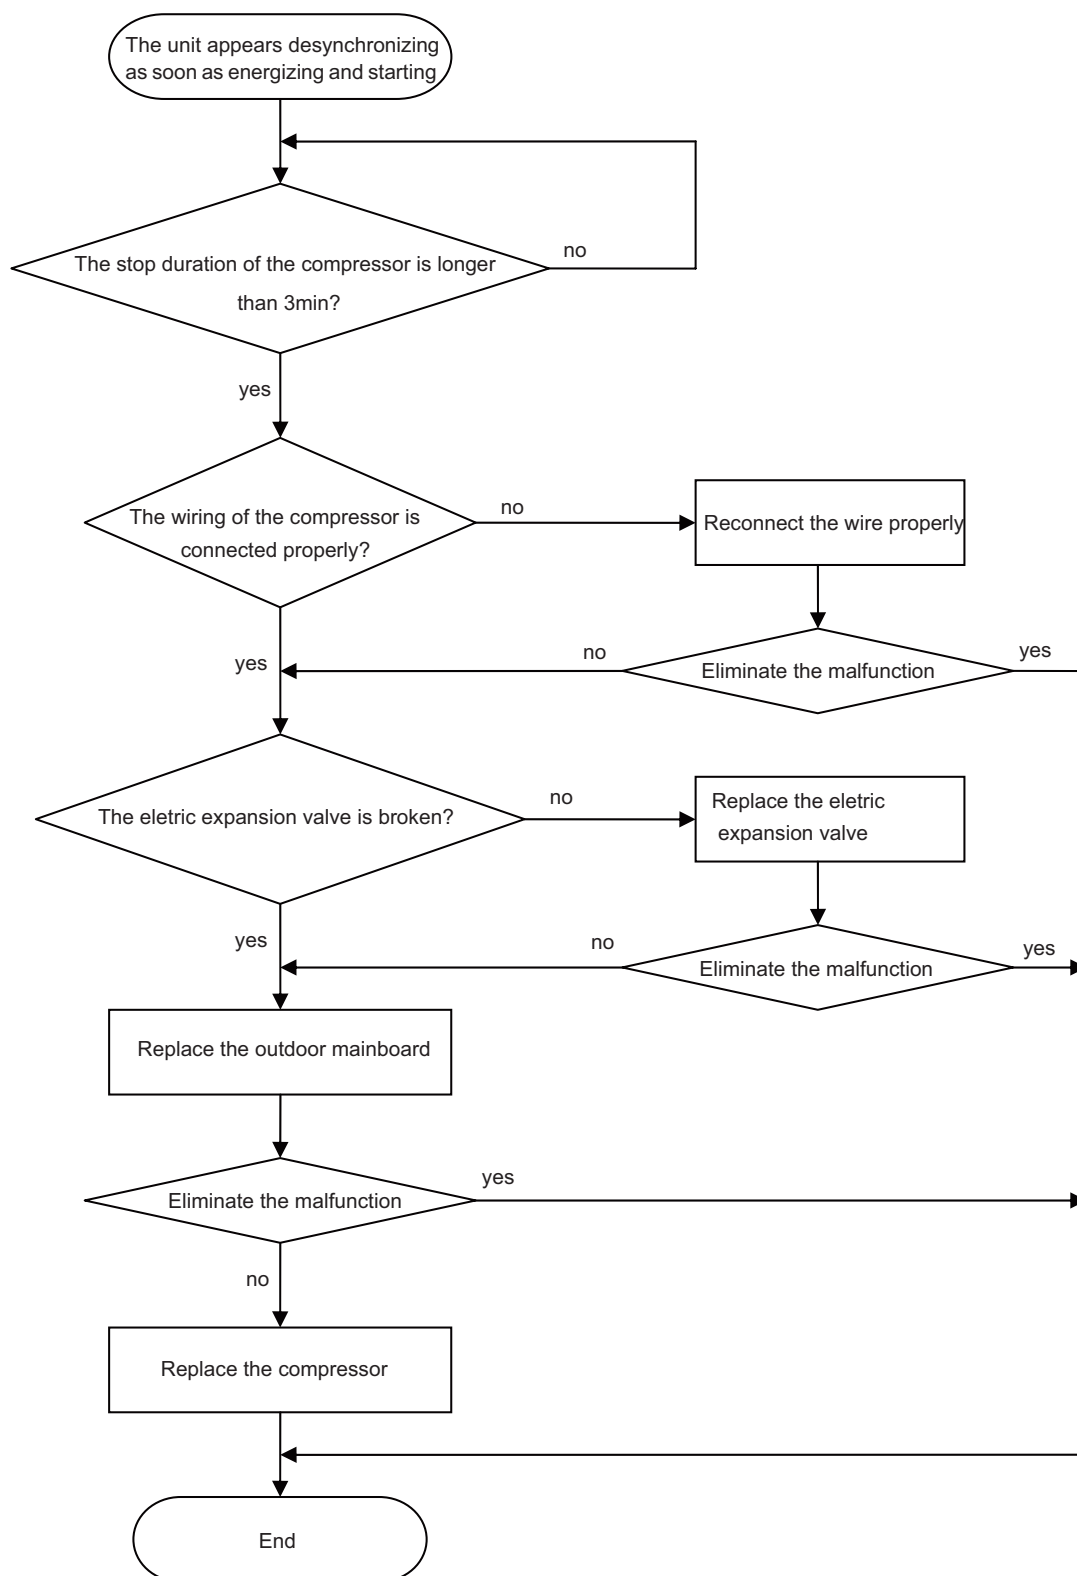 The unit appears desynchronizing
as soon as energizing and starting
no
The stop duration of the compressor is longer
than 3min?
yes
no
The wiring of the compressor is
connected properly?
Reconnect the wire properly
yes
no
Eliminate the malfunction
yes
no
The eletric expansion valve is broken?
Replace the eletric
expansion valve
yes
no
Eliminate the malfunction
yes
Replace the outdoor mainboard
Eliminate the malfunction
yes
no
Replace the compressor
End